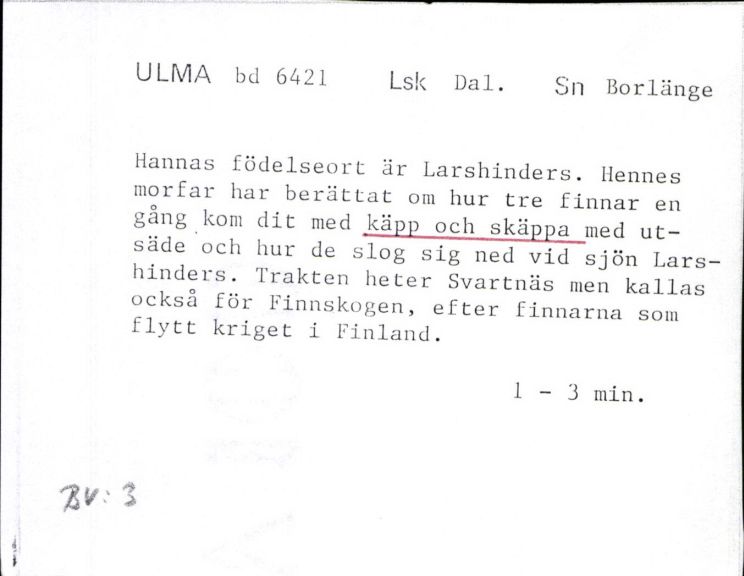 ULMA bd 6421 Lsk Dal. Sn Borlänge
Hannas födelseort är Larshinders. Hennes
morfar har berättat om hur tre finnar en
gång kom dit med käpp och skäppa med ut-
säde och hur de slog sig ned vid sjön Lars-
hinders. Trakten heter Svartnäs men kallas
också för Finnskogen, efter finnarna som
flytt kriget i Finland.
1 - 3 min.
BV: 3